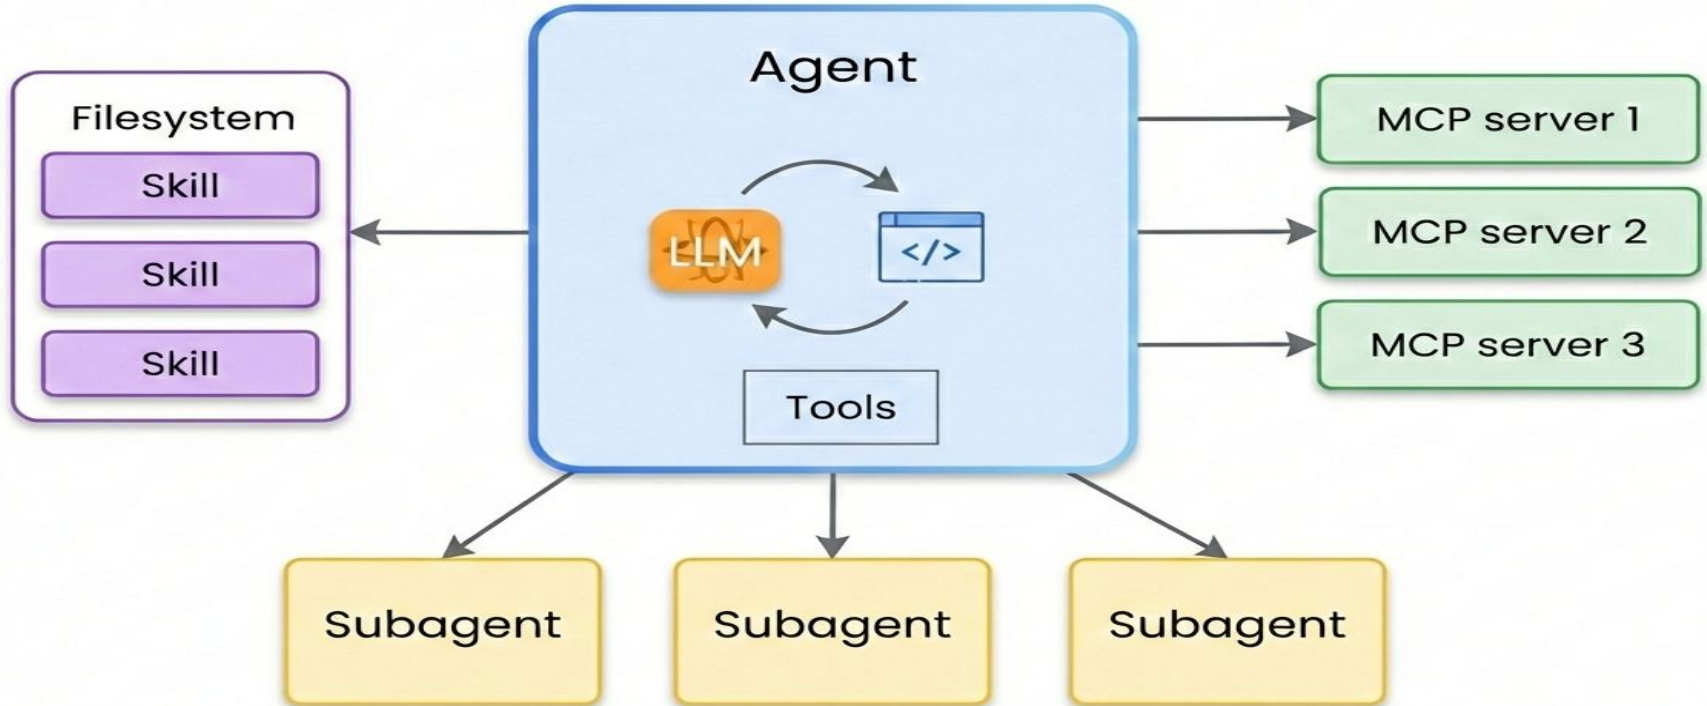 Agent
Filesystem
Skill
Skill
Skill
LLM
</>
Tools
MCP server 1
MCP server 2
MCP server 3
Subagent
Subagent
Subagent